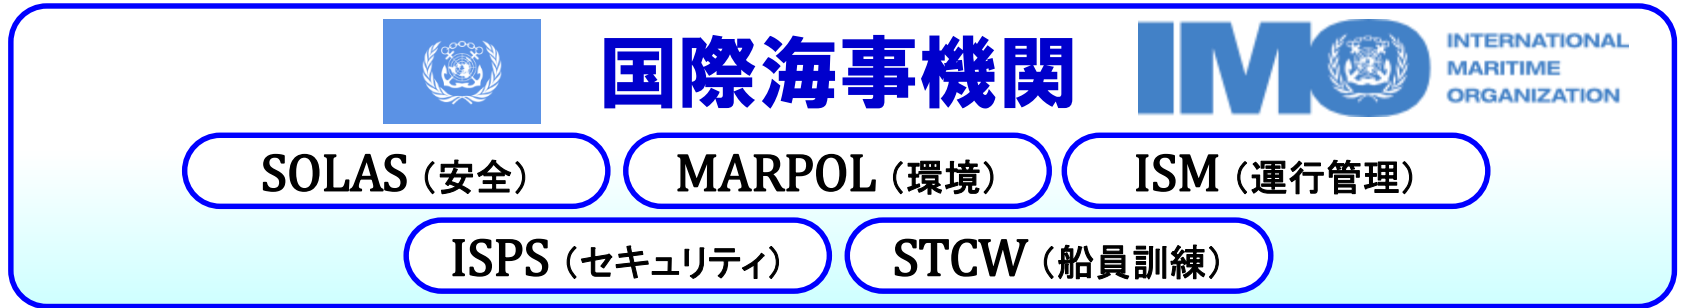 国際海事機関
IMO
INTERNATIONAL
MARITIME
ORGANIZATION
SOLAS（安全）
MARPOL（環境）
ISM（運行管理）
ISPS（セキュリティ）
STCW（船員訓練）